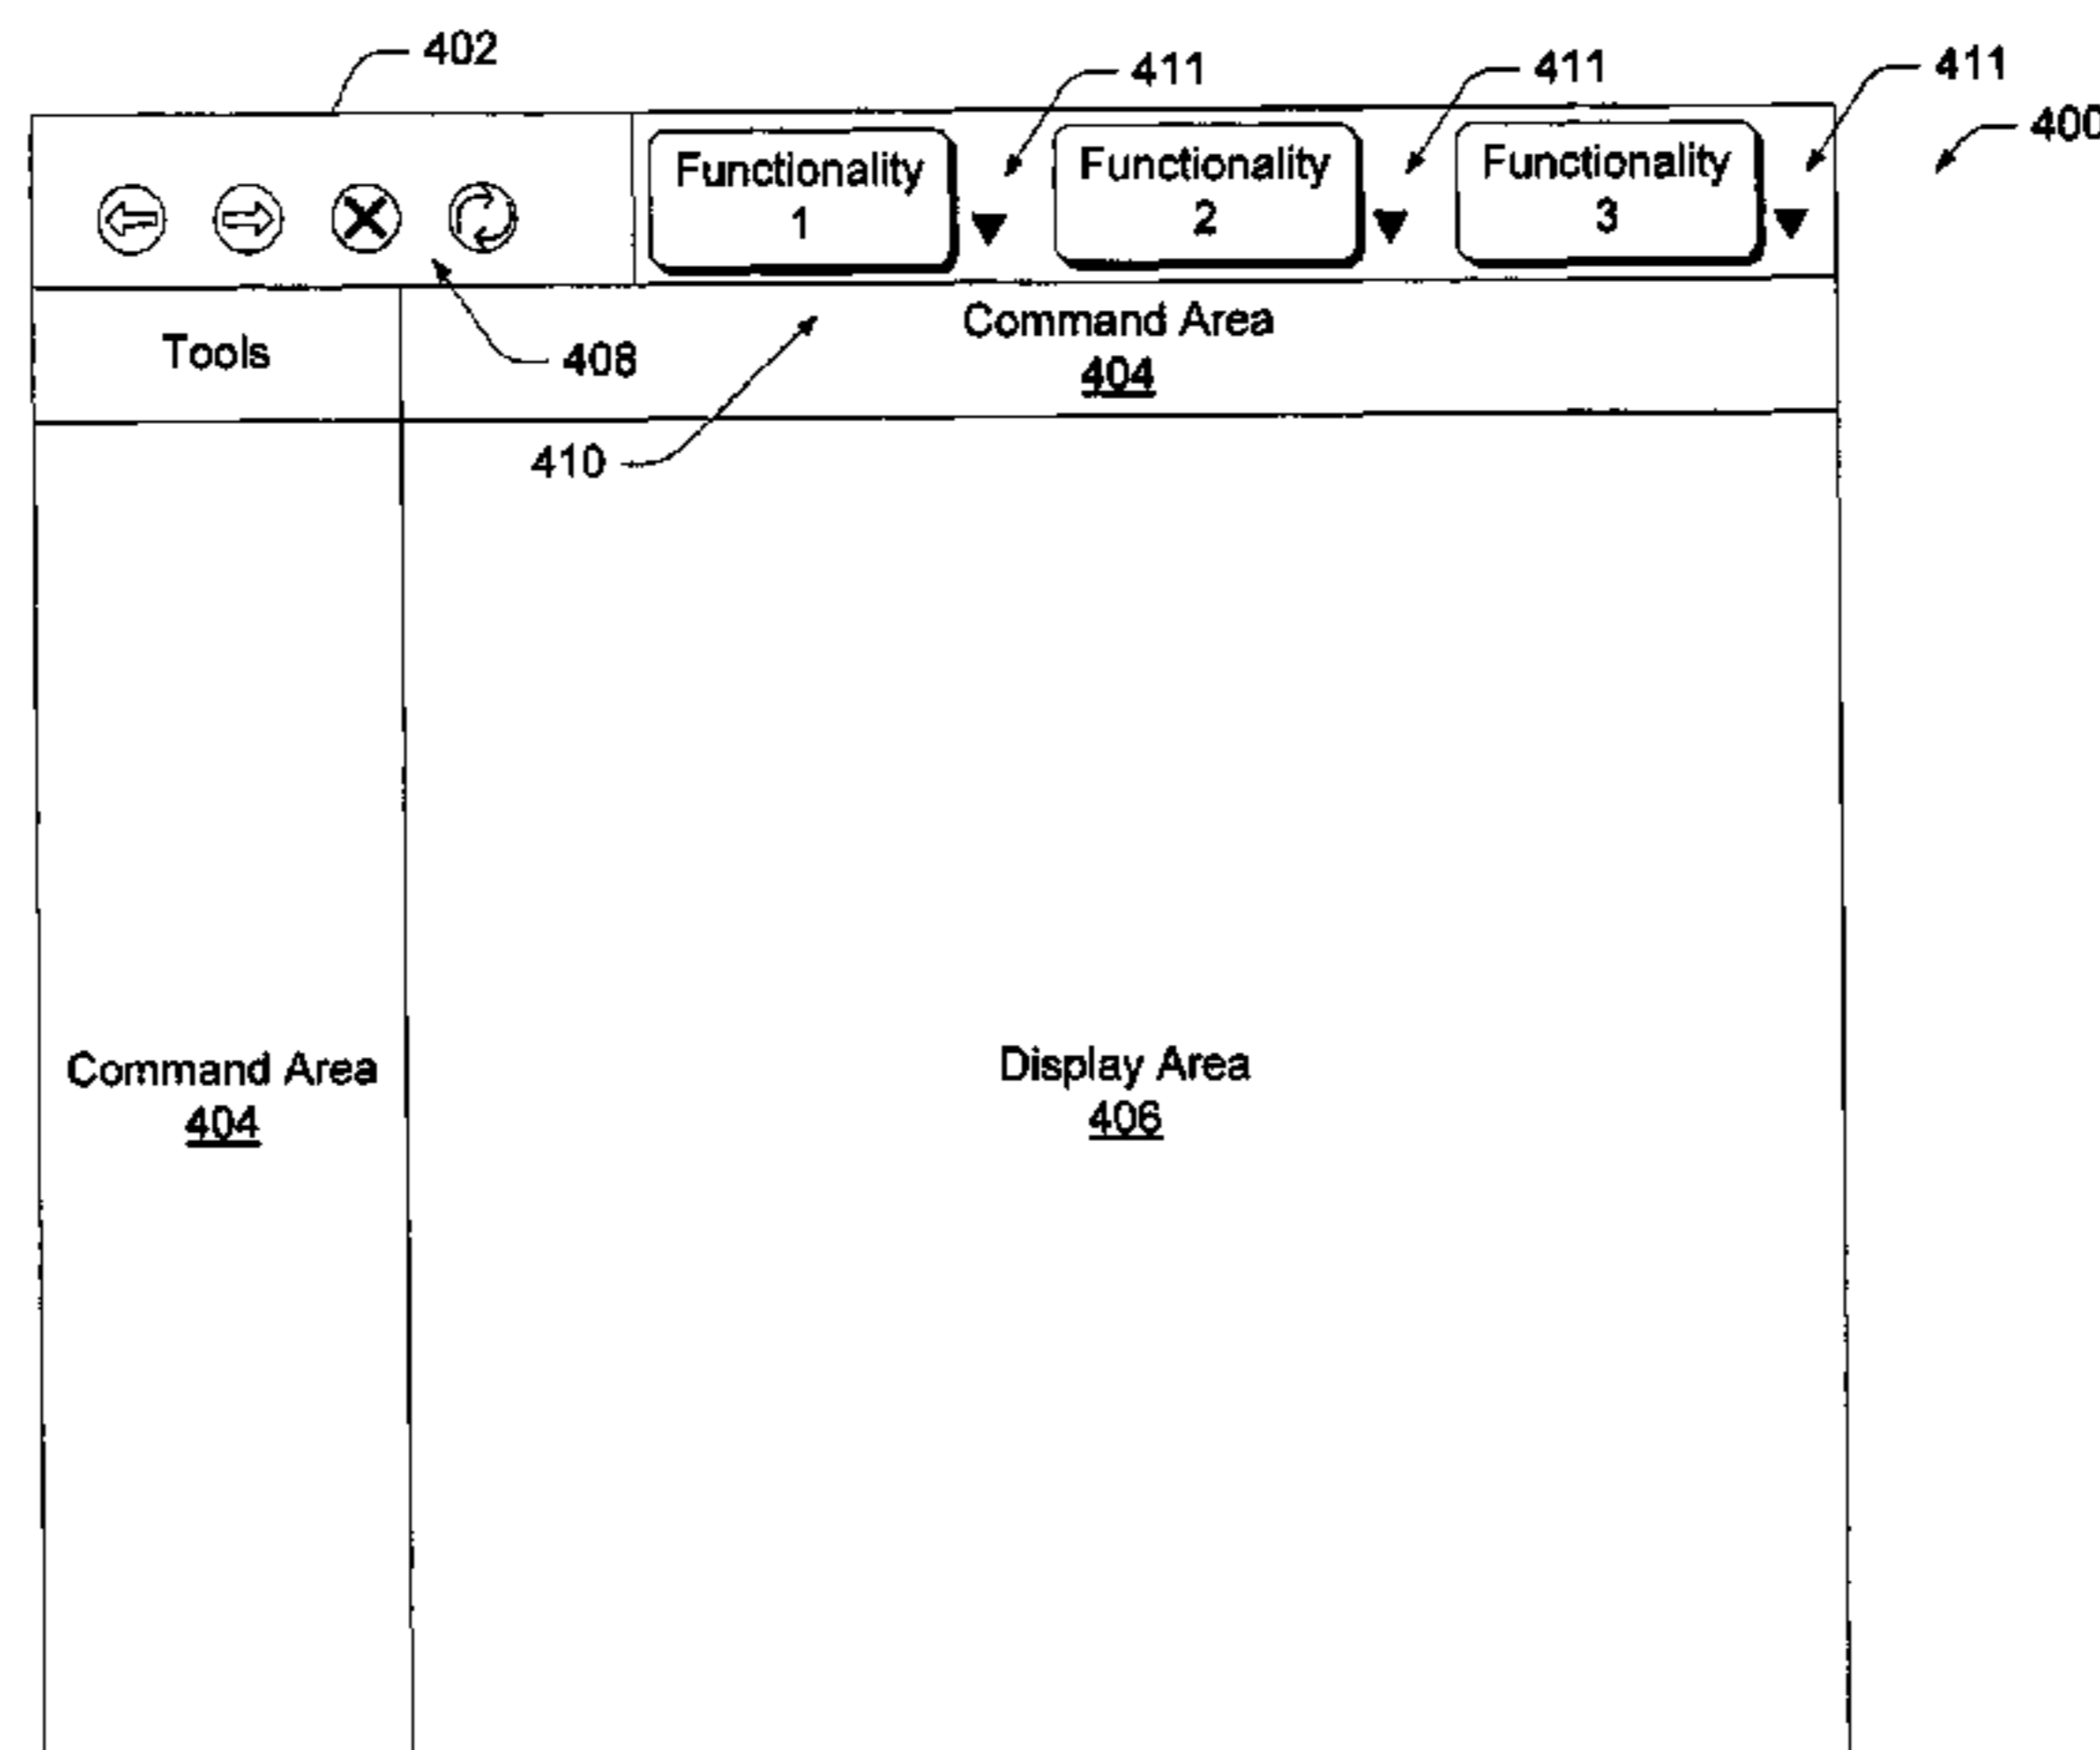 402
411
411
411
400
Functionality
1
Functionality
2
Functionality
3
Tools
408
Command Area
404
410
Command Area
404
Display Area
406